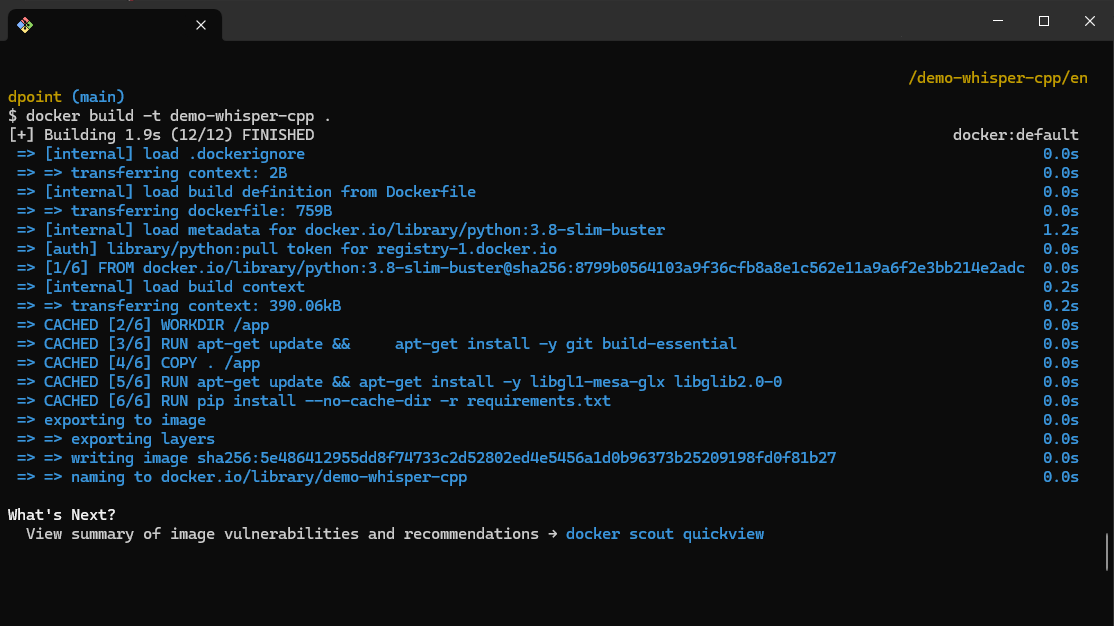 /demo-whisper-cpp/en
dpoint (main)
$ docker build -t demo-whisper-cpp .
[+] Building 1.9s (12/12) FINISHED docker:default
=> [internal] load .dockerignore 0.0s
=> => transferring context: 2B 0.0s
=> [internal] load build definition from Dockerfile 0.0s
=> => transferring dockerfile: 759B 0.0s
=> [internal] load metadata for docker.io/library/python:3.8-slim-buster 1.2s
=> [auth] library/python:pull token for registry-1.docker.io 0.0s
=> [1/6] FROM docker.io/library/python:3.8-slim-buster@sha256:8799b0564103a9f36cfb8a8e1c562e11a9a6f2e3bb214e2adc 0.0s
=> [internal] load build context 0.2s
=> => transferring context: 390.06kB 0.2s
=> CACHED [2/6] WORKDIR /app 0.0s
=> CACHED [3/6] RUN apt-get update &&     apt-get install -y git build-essential 0.0s
=> CACHED [4/6] COPY . /app 0.0s
=> CACHED [5/6] RUN apt-get update && apt-get install -y libgl1-mesa-glx libglib2.0-0 0.0s
=> CACHED [6/6] RUN pip install --no-cache-dir -r requirements.txt 0.0s
=> exporting to image 0.0s
=> => exporting layers 0.0s
=> => writing image sha256:5e486412955dd8f74733c2d52802ed4e5456a1d0b96373b25209198fd0f81b27 0.0s
=> => naming to docker.io/library/demo-whisper-cpp 0.0s
What's Next?
View summary of image vulnerabilities and recommendations → docker scout quickview